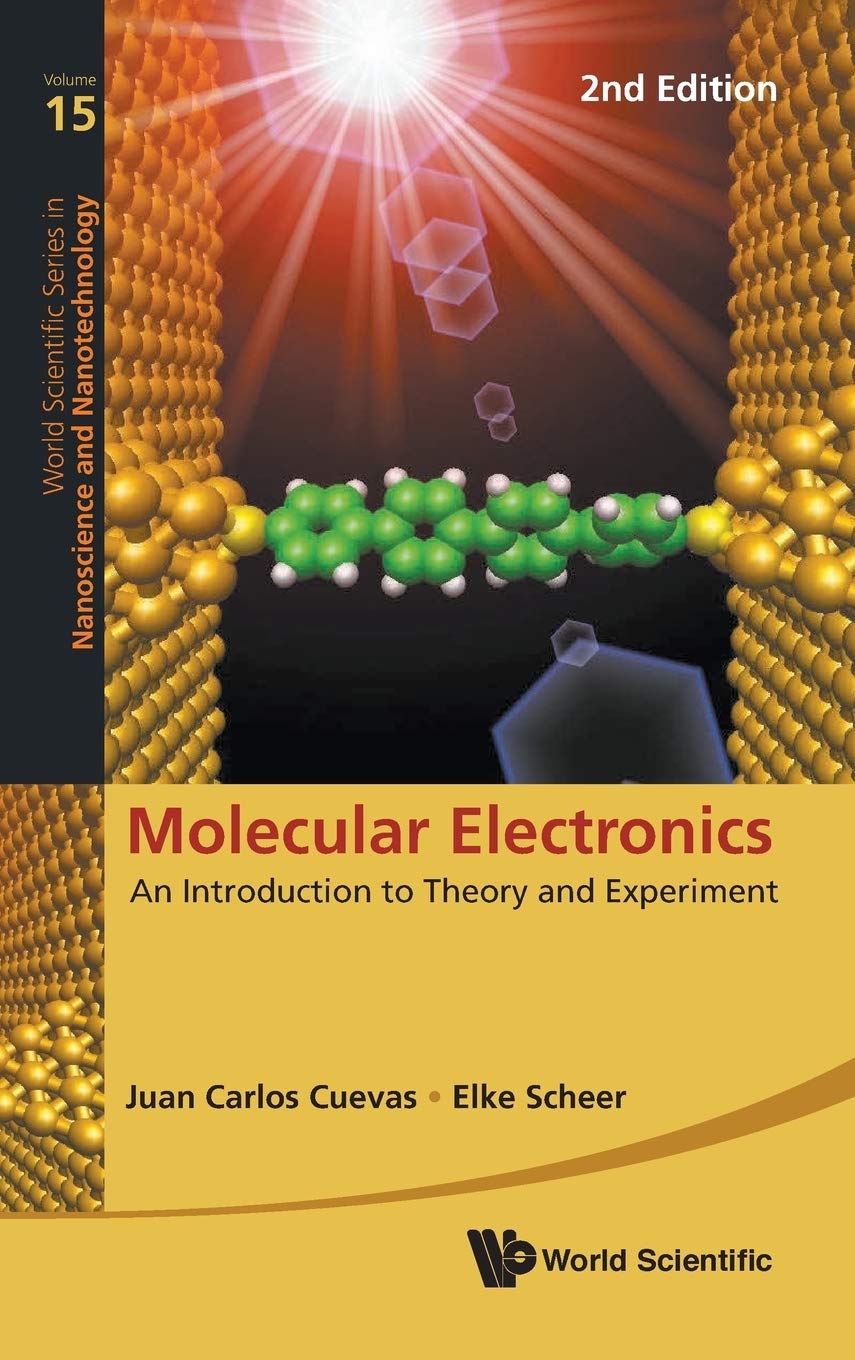 Volume
15
World Scientific Series in
Nanoscience and Nanotechnology
2nd Edition
Molecular Electronics
An Introduction to Theory and Experiment
Juan Carlos Cuevas • Elke Scheer
World Scientific